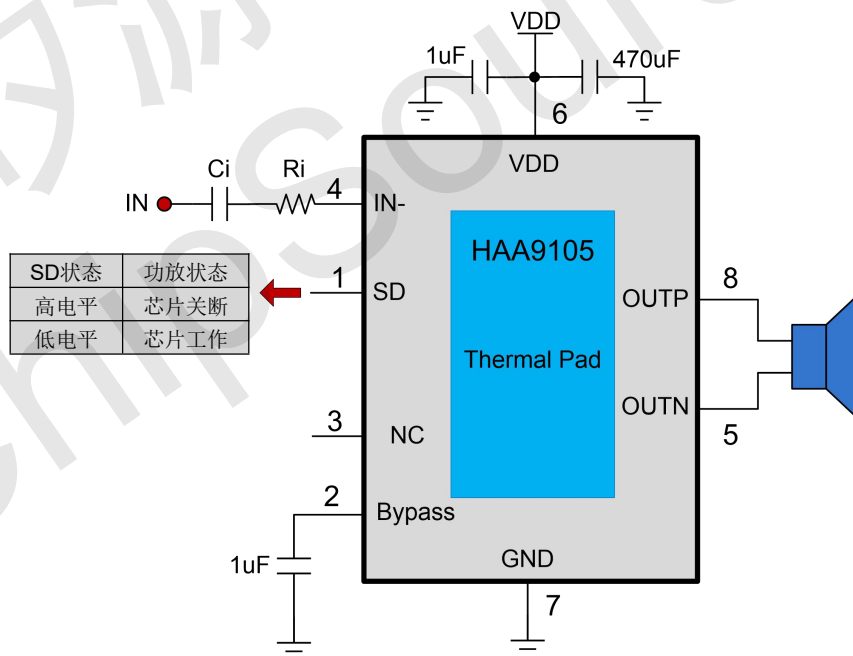 VDD
1uF
470uF
6
VDD
Ci
Ri
4
IN
IN-
HAA9105
SD状态 功放状态
高电平 芯片关断
低电平 芯片工作
1
SD
8
OUTP
Thermal Pad
OUTN
5
3
NC
2
Bypass
1uF
GND
7